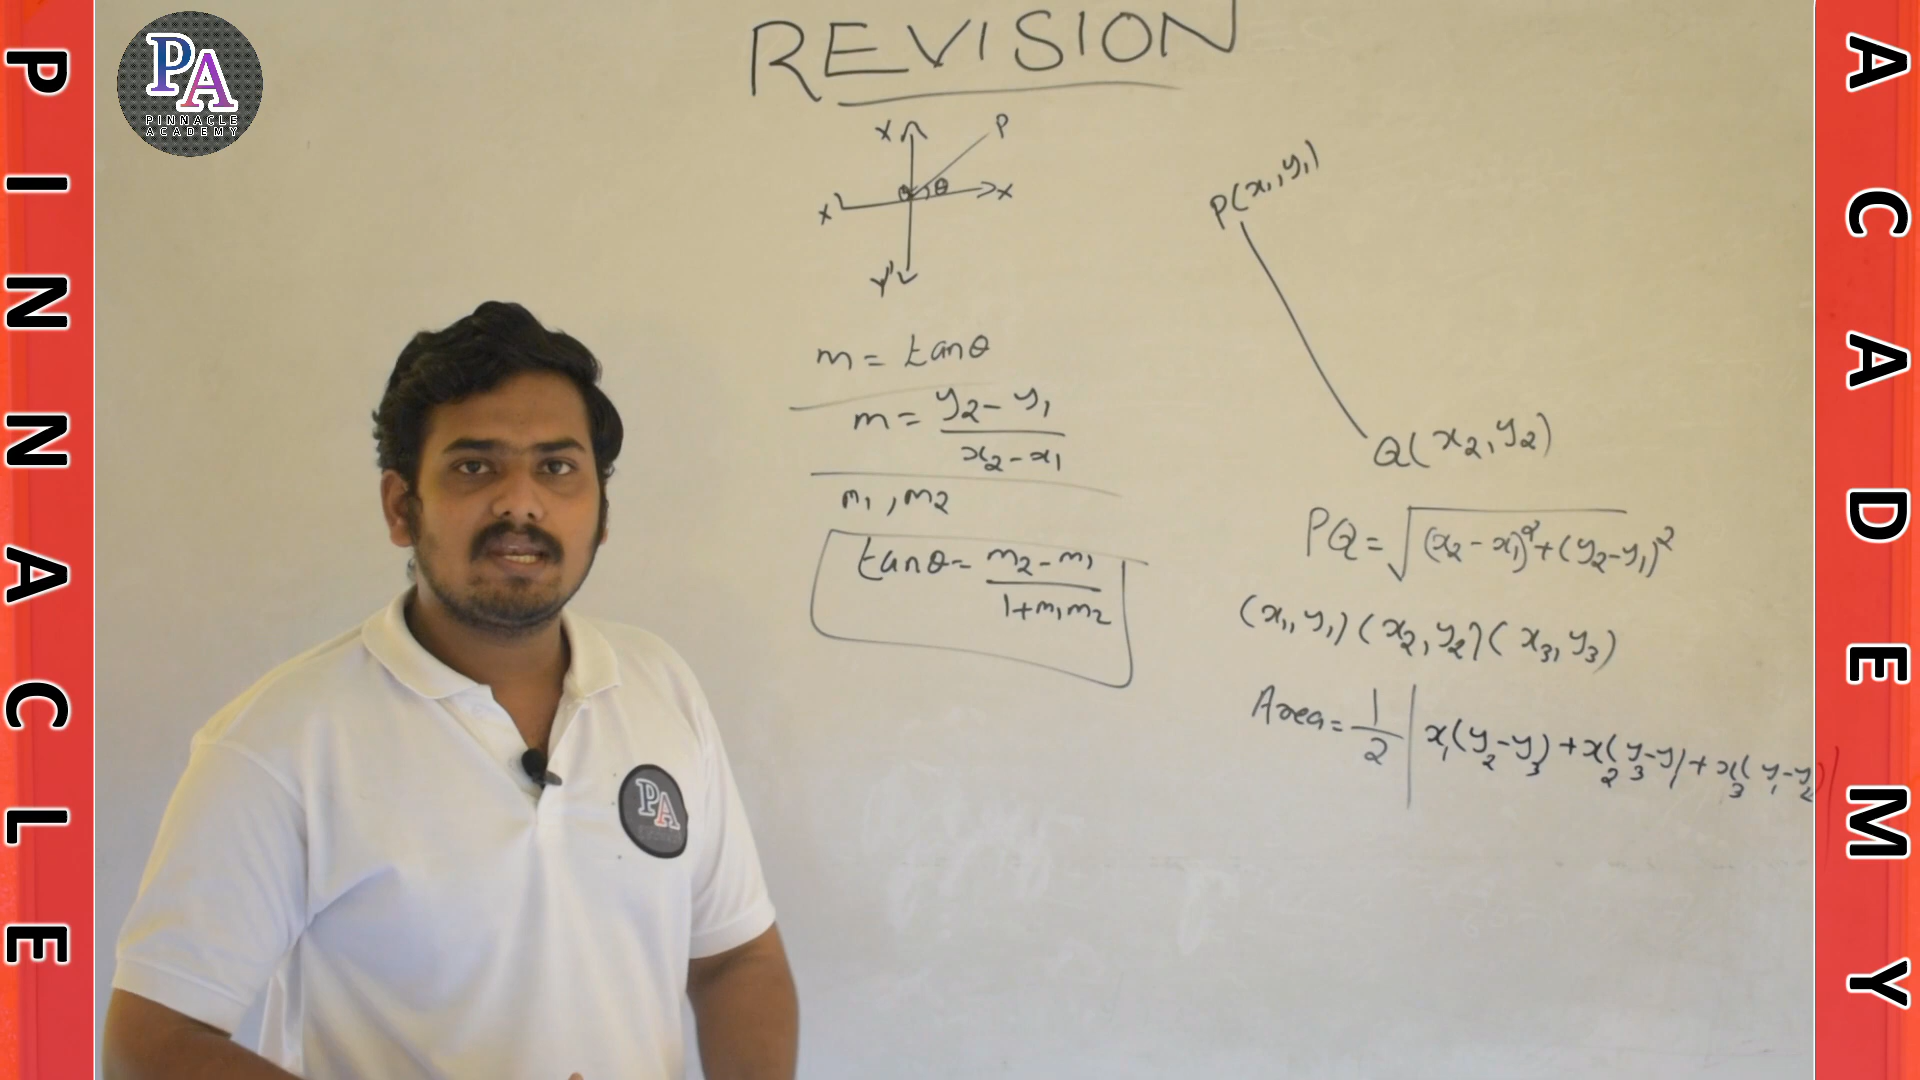 PINNACLE
PA
PINNACLE
ACADEMY
REVISION
X P
θ θ
X' X
Y'
m = tanθ
m = y₂ - y₁ / x₂ - x₁
m₁ , m₂
tanθ = m₂ - m₁ / 1 + m₁m₂
P(x₁, y₁)
Q(x₂, y₂)
PQ = √(x₂ - x₁)² + (y₂ - y₁)²
(x₁, y₁) (x₂, y₂) (x₃, y₃)
Area = 1/2 | x₁(y₂ - y₃) + x₂(y₃ - y) + x₃(y₁ - y₂) |
PA
ACADEMY